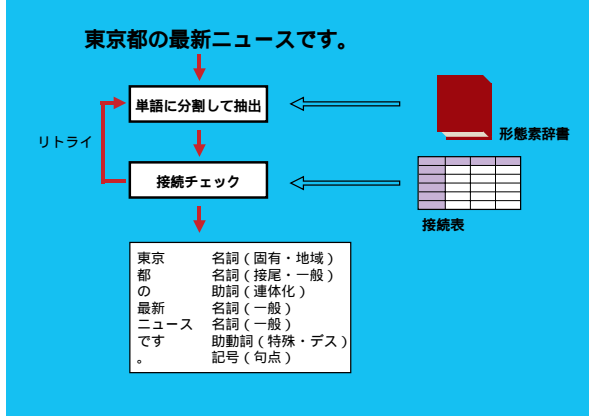 東京都の最新ニュースです。
単語に分割して抽出
形態素辞書
リトライ
接続チェック
接続表
東京 名詞(固有・地域)
都 名詞(接尾・一般)
の 助詞(連体化)
最新 名詞(一般)
ニュース 名詞(一般)
です 助動詞(特殊・デス)
。 記号(句点)